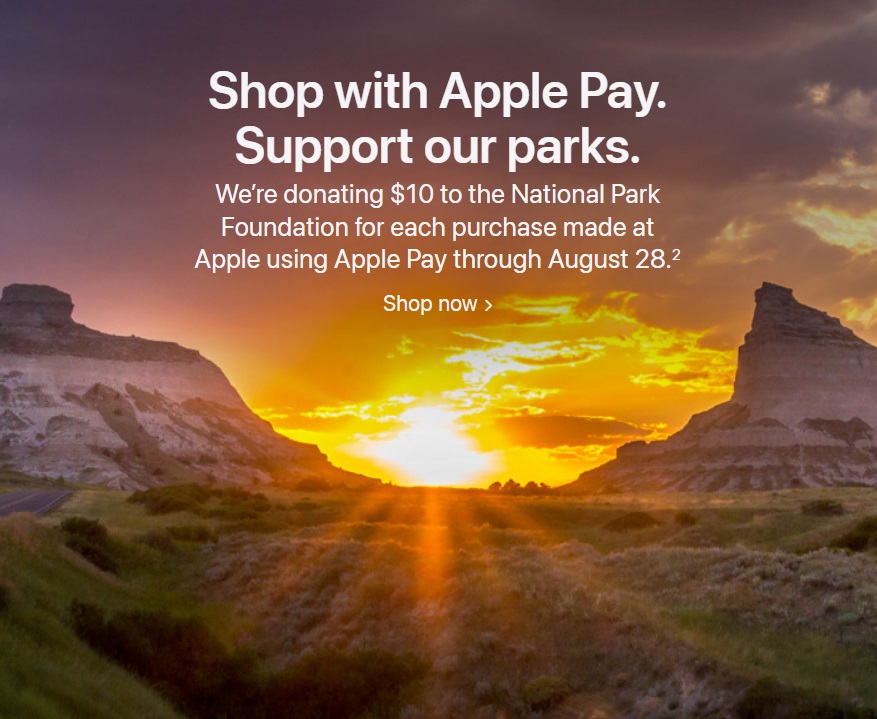 Shop with Apple Pay.
Support our parks.
We’re donating $10 to the National Park
Foundation for each purchase made at
Apple using Apple Pay through August 28.²
Shop now ›